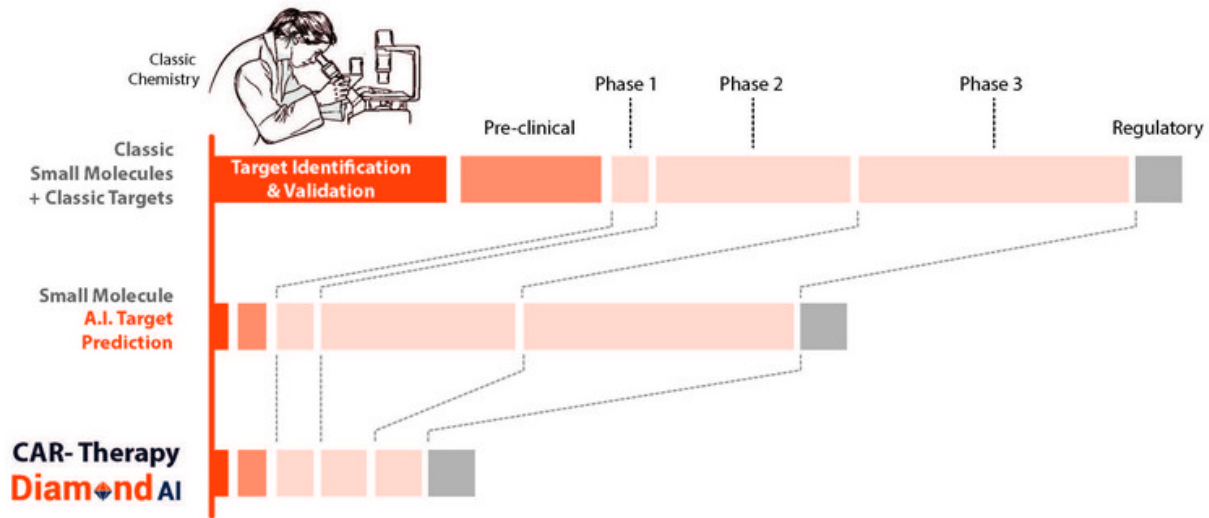 Classic
Chemistry
Phase 1
Phase 2
Phase 3
Pre-clinical
Regulatory
Classic
Small Molecules
+ Classic Targets
Target Identification
& Validation
Small Molecule
A.I. Target
Prediction
CAR- Therapy
Diamond AI